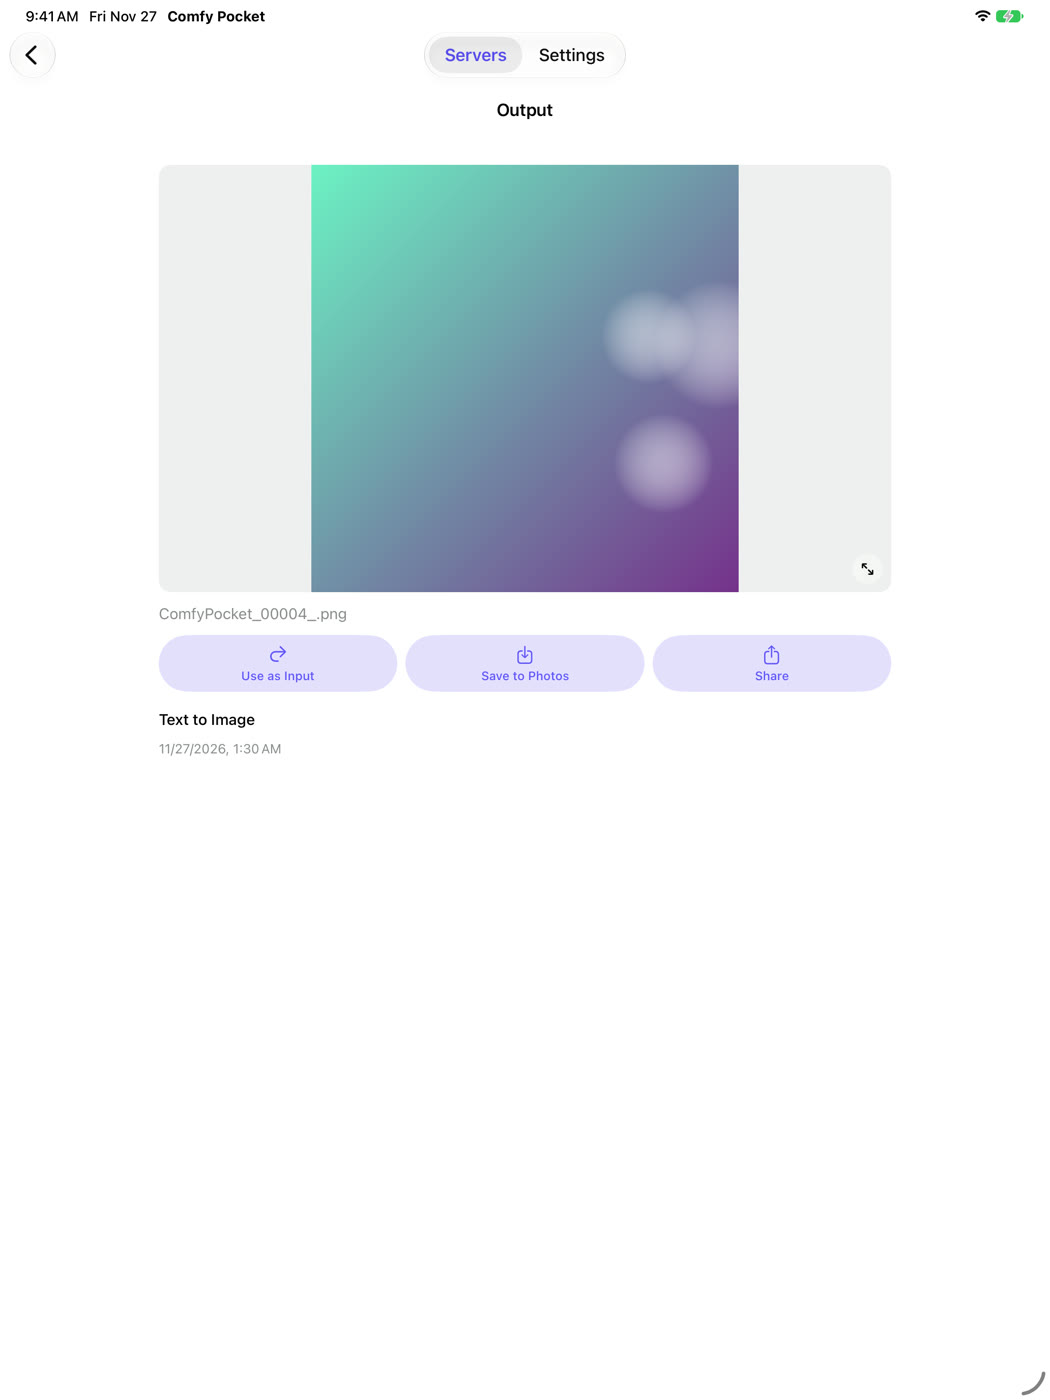 9:41 AM Fri Nov 27 Comfy Pocket
Servers Settings
Output
ComfyPocket_00004_.png
Use as Input
Save to Photos
Share
Text to Image
11/27/2026, 1:30 AM